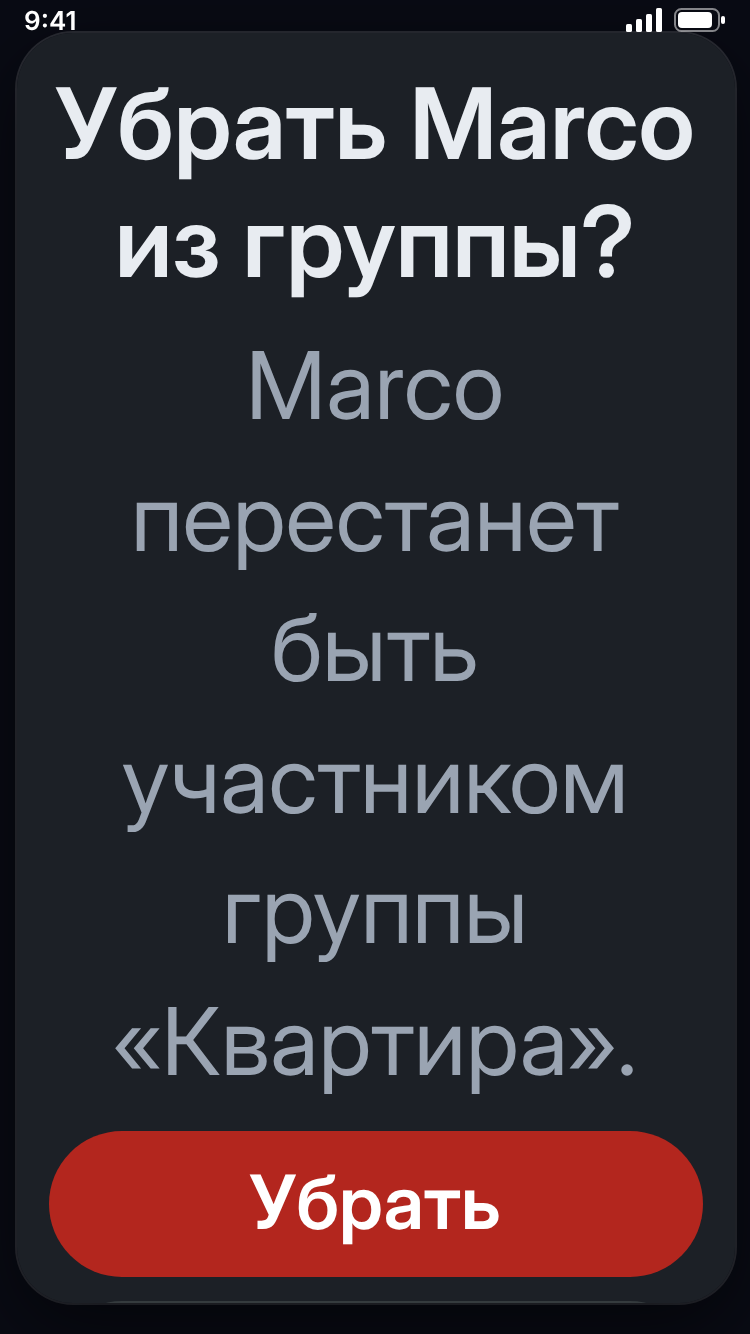 9:41
Убрать Marco
из группы?
Marco
перестанет
быть
участником
группы
«Квартира».
Убрать